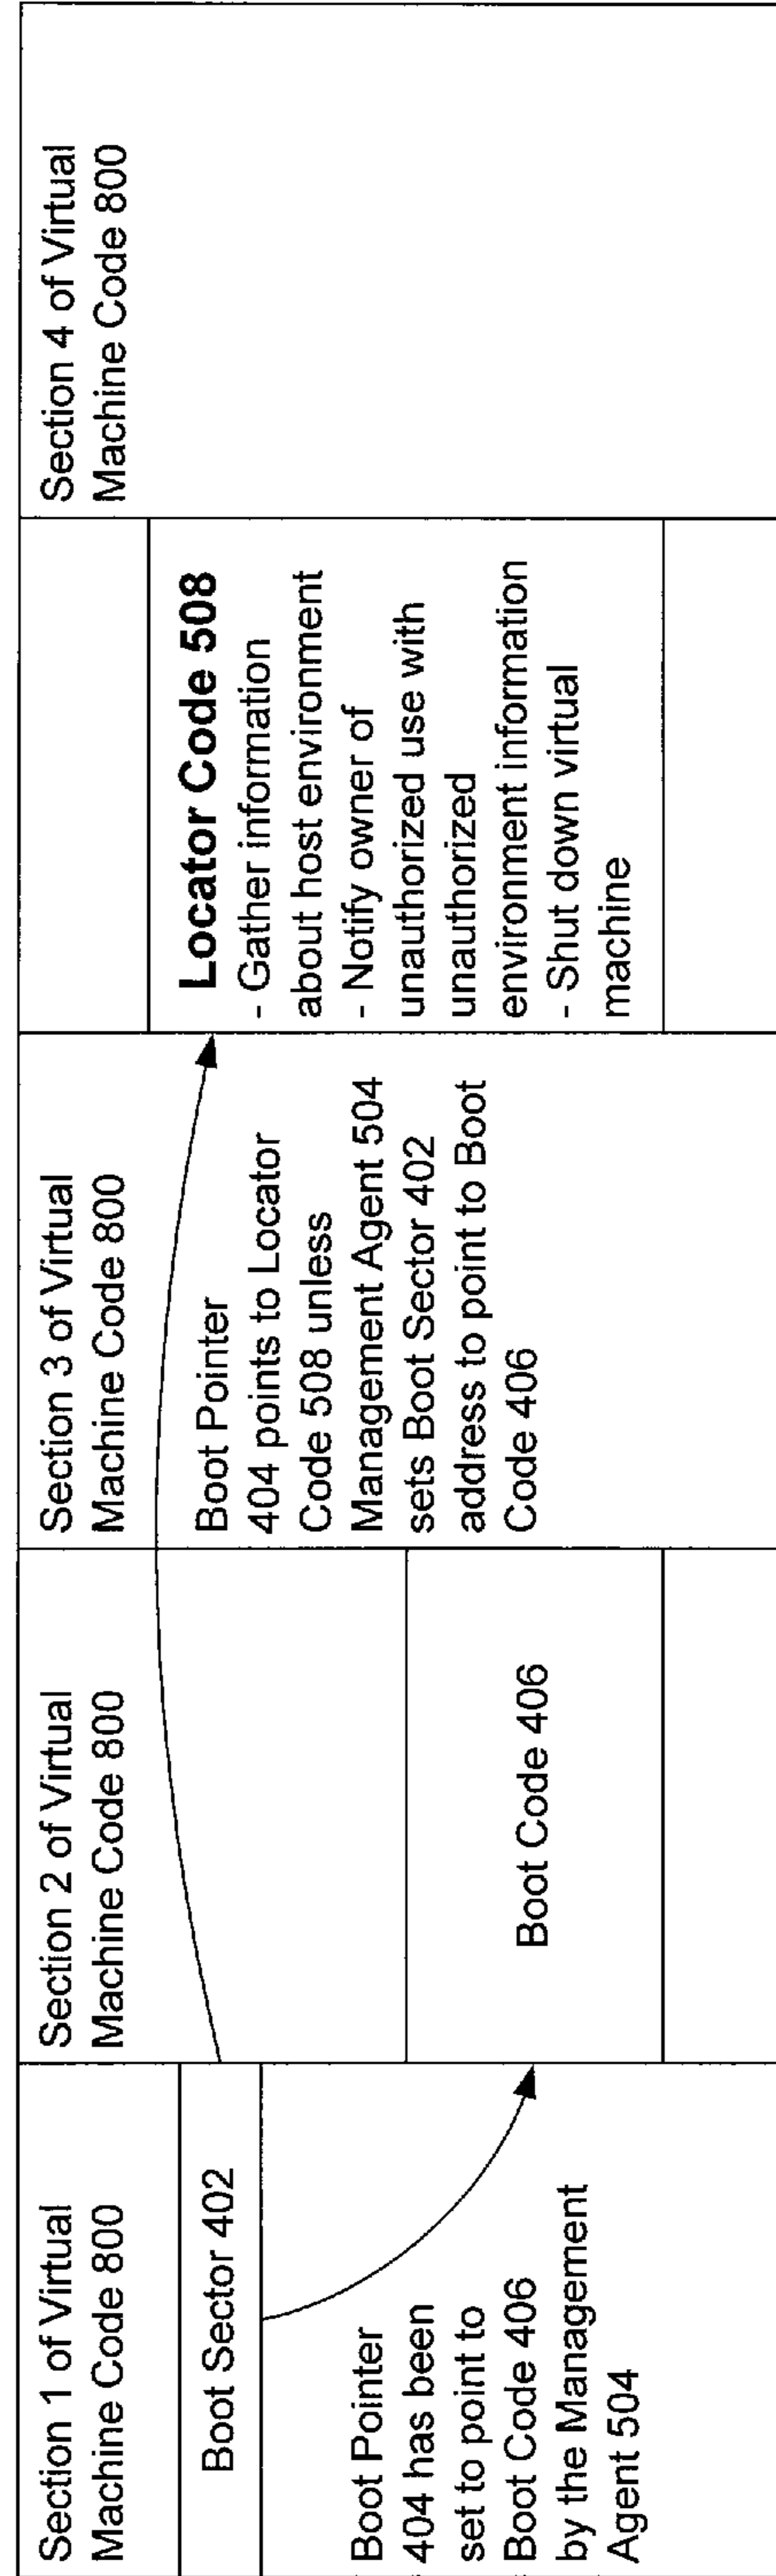 Section 1 of Virtual
Machine Code 800
Boot Sector 402
Boot Pointer
404 has been
set to point to
Boot Code 406
by the Management
Agent 504
Section 2 of Virtual
Machine Code 800
Boot Code 406
Section 3 of Virtual
Machine Code 800
Boot Pointer
404 points to Locator
Code 508 unless
Management Agent 504
sets Boot Sector 402
address to point to Boot
Code 406
Locator Code 508
- Gather information
about host environment
- Notify owner of
unauthorized use with
unauthorized
environment information
- Shut down virtual
machine
Section 4 of Virtual
Machine Code 800